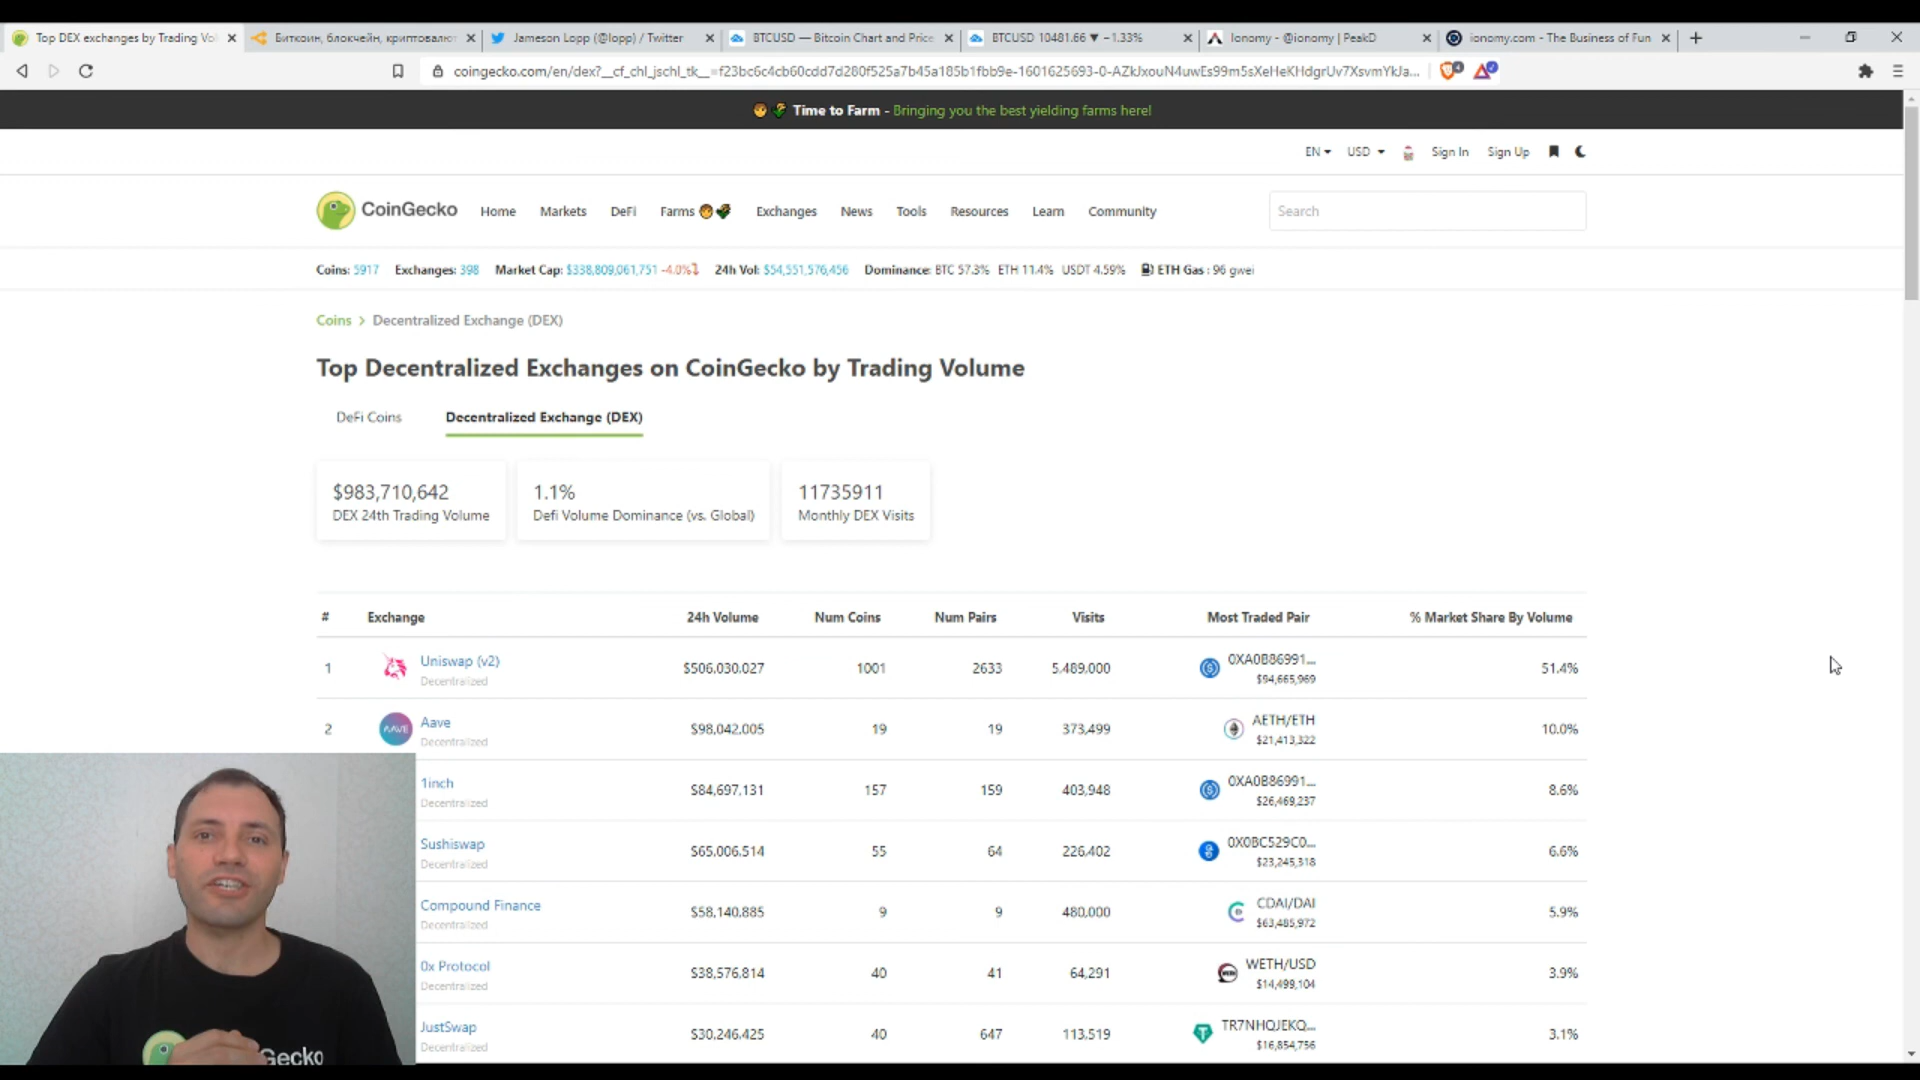 Top DEX exchanges by Trading Vol
Биткоин, блокчейн, криптовалют
Jameson Lopp (@lopp) / Twitter
BTCUSD — Bitcoin Chart and Price
BTCUSD 10481.66 ▼ −1.33%
Ionomy - @ionomy | PeakD
ionomy.com - The Business of Fun
coingecko.com/en/dex?__cf_chl_jschl_tk__=f23bc6c4cb60cdd7d280f525a7b45a185b1fbb9e-1601625693-0-AZkJxouN4uwEs99m5sXeHeKHdgrUv7XsvmYkJa...
Time to Farm - Bringing you the best yielding farms here!
EN USD Sign In Sign Up
CoinGecko Home Markets DeFi Farms Exchanges News Tools Resources Learn Community Search
Coins: 5917 Exchanges: 398 Market Cap: $338,809,061,751 -4.0% 24h Vol: $54,551,576,456 Dominance: BTC 57.3% ETH 11.4% USDT 4.59% ETH Gas: 96 gwei
Coins > Decentralized Exchange (DEX)
Top Decentralized Exchanges on CoinGecko by Trading Volume
DeFi Coins Decentralized Exchange (DEX)
$983,710,642 1.1% 11735911
DEX 24th Trading Volume Defi Volume Dominance (vs. Global) Monthly DEX Visits
# Exchange 24h Volume Num Coins Num Pairs Visits Most Traded Pair % Market Share By Volume
1 Uniswap (v2) $506,030,027 1001 2633 5,489,000 0XA0B86991... 51.4%
Decentralized $94,665,969
2 Aave $98,042,005 19 19 373,499 AETH/ETH 10.0%
Decentralized $21,413,322
1inch $84,697,131 157 159 403,948 0XA0B86991... 8.6%
Decentralized $26,469,237
Sushiswap $65,006,514 55 64 226,402 0X0BC529C0... 6.6%
Decentralized $23,245,318
Compound Finance $58,140,885 9 9 480,000 CDAI/DAI 5.9%
Decentralized $63,485,972
0x Protocol $38,576,814 40 41 64,291 WETH/USD 3.9%
Decentralized $14,499,104
JustSwap $30,246,425 40 647 113,519 TR7NHQJEKQ... 3.1%
Decentralized $16,854,756
Gecko